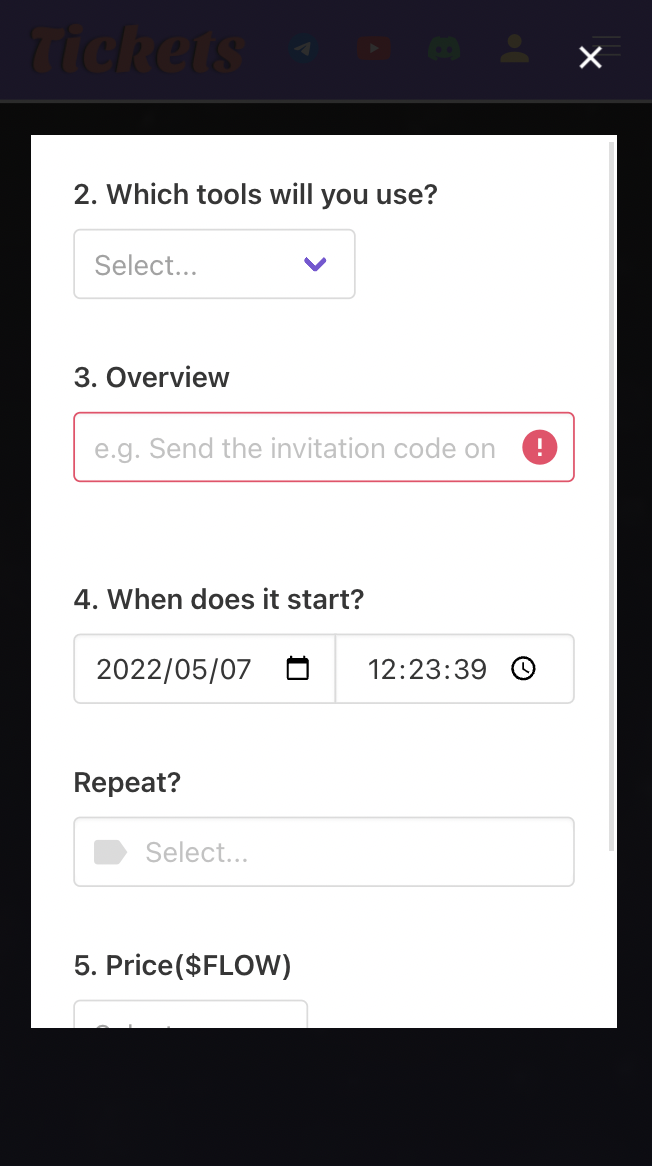 Tickets
2. Which tools will you use?
Select...
3. Overview
e.g. Send the invitation code on
4. When does it start?
2022/05/07 12:23:39
Repeat?
Select...
5. Price($FLOW)